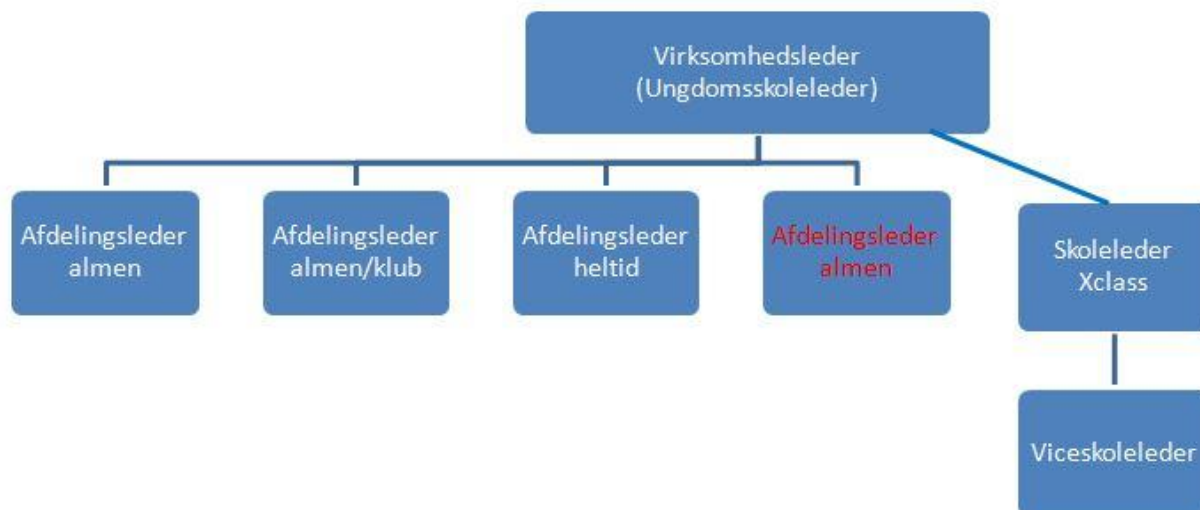 Virksomhedsleder
(Ungdomsskoleleder)
Afdelingsleder
almen
Afdelingsleder
almen/klub
Afdelingsleder
heltid
Afdelingsleder
almen
Skoleleder
Xclass
Viceskoleleder